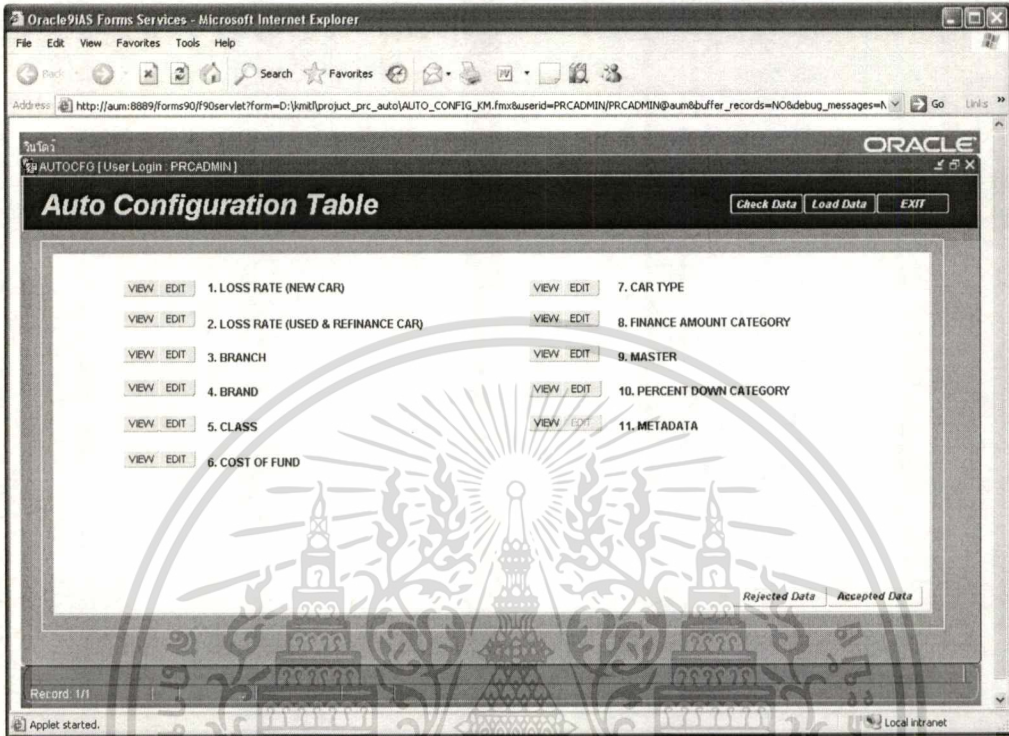 Oracle9iAS Forms Services - Microsoft Internet Explorer
File Edit View Favorites Tools Help
Back Search Favorites
Address http://aum:8889/forms90/f90servlet?form=D:\kmitl\projuct_prc_auto\AUTO_CONFIG_KM.fmx&userid=PRCADMIN/PRCADMIN@aum&buffer_records=NO&debug_messages=N Go Links »
วินโดว์ ORACLE
AUTOCFG [ User Login : PRCADMIN ]
Auto Configuration Table Check Data Load Data EXIT
VIEW EDIT 1. LOSS RATE (NEW CAR)
VIEW EDIT 2. LOSS RATE (USED & REFINANCE CAR)
VIEW EDIT 3. BRANCH
VIEW EDIT 4. BRAND
VIEW EDIT 5. CLASS
VIEW EDIT 6. COST OF FUND
VIEW EDIT 7. CAR TYPE
VIEW EDIT 8. FINANCE AMOUNT CATEGORY
VIEW EDIT 9. MASTER
VIEW EDIT 10. PERCENT DOWN CATEGORY
VIEW EDIT 11. METADATA
Rejected Data Accepted Data
Record: 1/1
Applet started. Local intranet